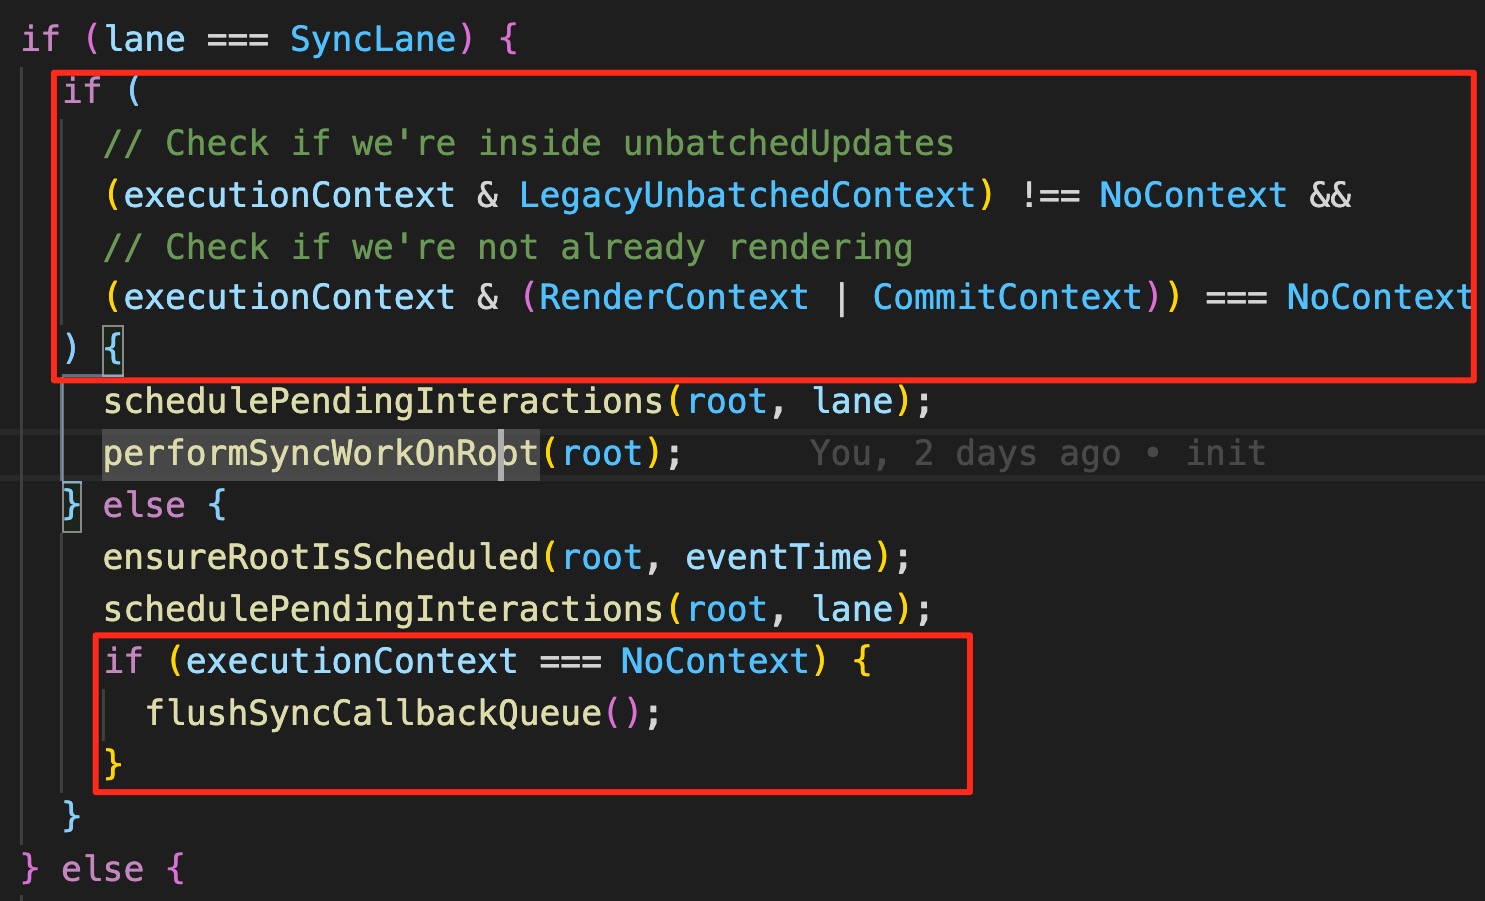 if (lane === SyncLane) {
if (
// Check if we're inside unbatchedUpdates
(executionContext & LegacyUnbatchedContext) !== NoContext &&
// Check if we're not already rendering
(executionContext & (RenderContext | CommitContext)) === NoContext
) {
schedulePendingInteractions(root, lane);
performSyncWorkOnRoot(root); You, 2 days ago • init
} else {
ensureRootIsScheduled(root, eventTime);
schedulePendingInteractions(root, lane);
if (executionContext === NoContext) {
flushSyncCallbackQueue();
}
}
} else {